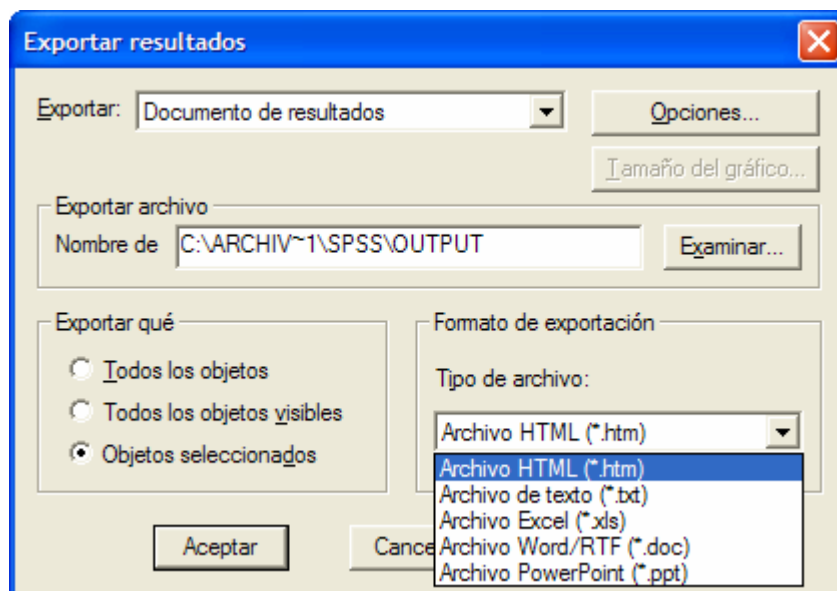 Exportar resultados
Exportar: Documento de resultados
Opciones...
Tamaño del gráfico...
Exportar archivo
Nombre de C:\ARCHIV~1\SPSS\OUTPUT
Examinar...
Exportar qué
Todos los objetos
Todos los objetos visibles
Objetos seleccionados
Formato de exportación
Tipo de archivo:
Archivo HTML (*.htm)
Archivo HTML (*.htm)
Archivo de texto (*.txt)
Archivo Excel (*.xls)
Archivo Word/RTF (*.doc)
Archivo PowerPoint (*.ppt)
Aceptar
Cance